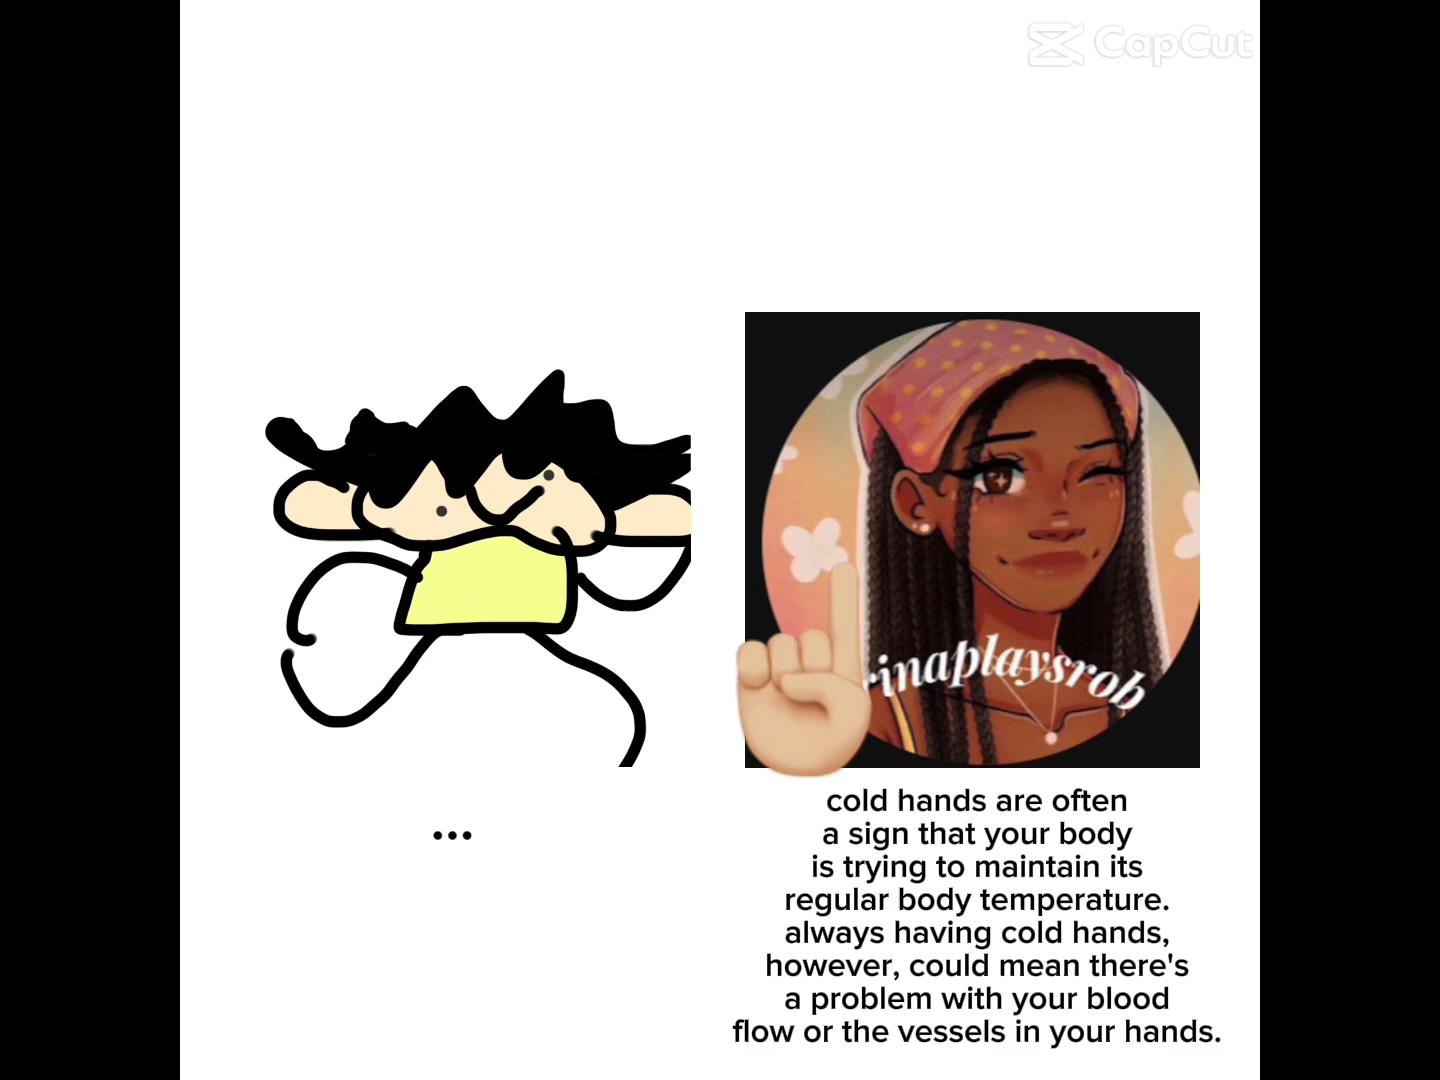 CapCut
rinaplaysrob
...
cold hands are often
a sign that your body
is trying to maintain its
regular body temperature.
always having cold hands,
however, could mean there's
a problem with your blood
flow or the vessels in your hands.